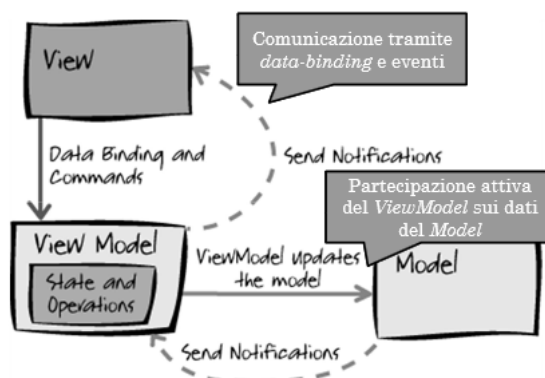 View
Comunicazione tramite
data-binding e eventi
Data Binding and
Commands
Send Notifications
Partecipazione attiva
del ViewModel sui dati
del Model
View Model
State and
Operations
ViewModel updates
the model
Model
Send Notifications